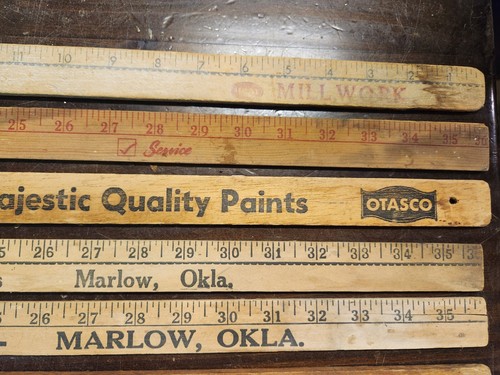 11 10 9 8 7 6 5 4 3 2 1
MILLWORK
25 26 27 28 29 30 31 32 33 34 35
Service
ajestic Quality Paints OTASCO
26 27 28 29 30 31 32 33 34 35
Marlow, Okla.
26 27 28 29 30 31 32 33 34 35
MARLOW, OKLA.